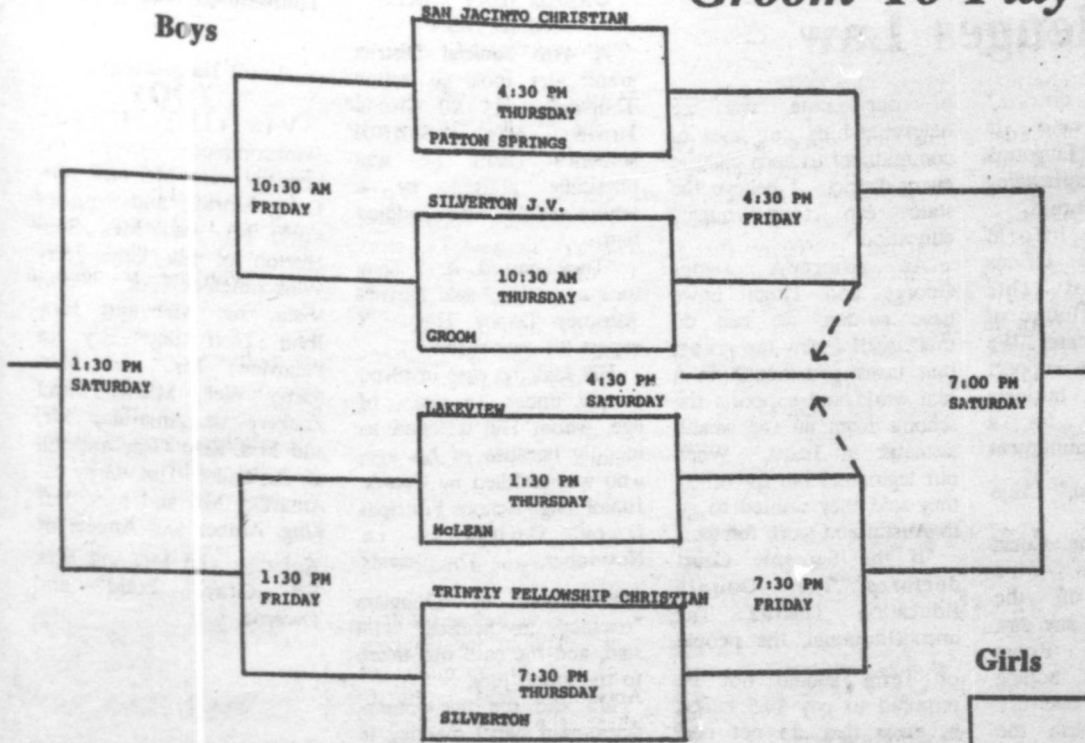 Groom To Play
Boys
SAN JACINTO CHRISTIAN
4:30 PM
THURSDAY
PATTON SPRINGS
10:30 AM
FRIDAY
4:30 PM
FRIDAY
SILVERTON J.V.
10:30 AM
THURSDAY
GROOM
1:30 PM
SATURDAY
4:30 PM
SATURDAY
7:00 PM
SATURDAY
LAKEVIEW
1:30 PM
THURSDAY
McLEAN
1:30 PM
FRIDAY
7:30 PM
FRIDAY
TRINTIY FELLOWSHIP CHRISTIAN
7:30 PM
THURSDAY
SILVERTON
Girls